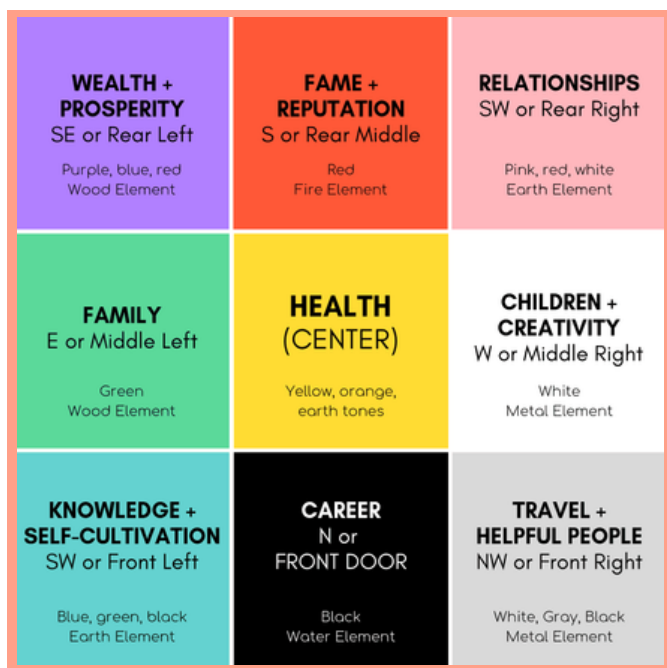 WEALTH +
PROSPERITY
SE or Rear Left
Purple, blue, red
Wood Element
FAME +
REPUTATION
S or Rear Middle
Red
Fire Element
RELATIONSHIPS
SW or Rear Right
Pink, red, white
Earth Element
FAMILY
E or Middle Left
Green
Wood Element
HEALTH
(CENTER)
Yellow, orange,
earth tones
CHILDREN +
CREATIVITY
W or Middle Right
White
Metal Element
KNOWLEDGE +
SELF-CULTIVATION
SW or Front Left
Blue, green, black
Earth Element
CAREER
N or
FRONT DOOR
Black
Water Element
TRAVEL +
HELPFUL PEOPLE
NW or Front Right
White, Gray, Black
Metal Element